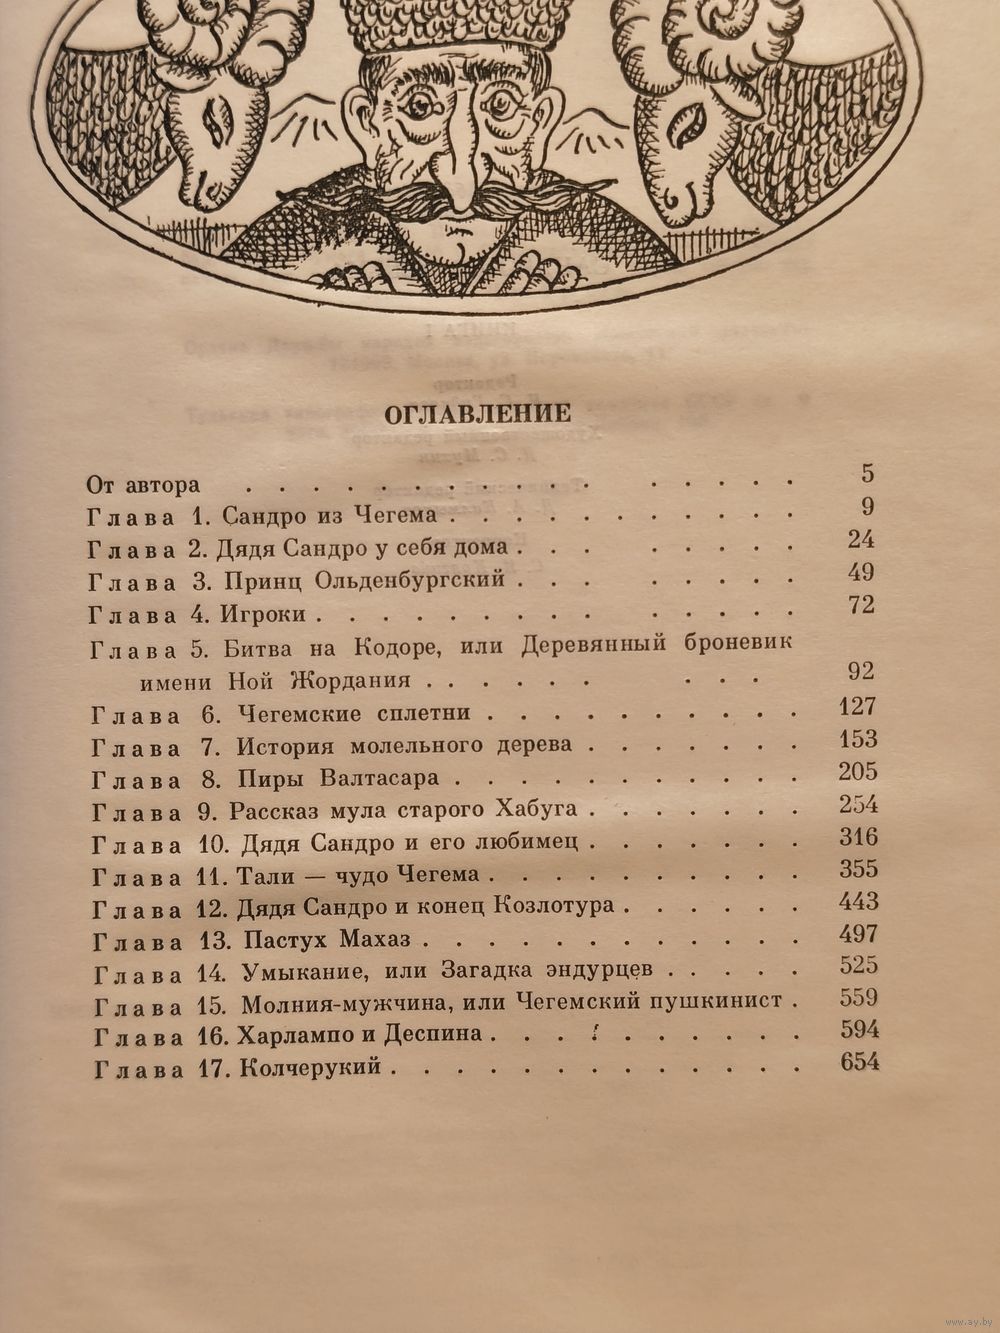 ОГЛАВЛЕНИЕ
От автора . . . . . . . . . . . . . . . . 5
Глава 1. Сандро из Чегема . . . . . . . . . . . 9
Глава 2. Дядя Сандро у себя дома . . . . . . . . 24
Глава 3. Принц Ольденбургский . . . . . . . . 49
Глава 4. Игроки . . . . . . . . . . . . . . 72
Глава 5. Битва на Кодоре, или Деревянный броневик
имени Ной Жордания . . . . . . . . . 92
Глава 6. Чегемские сплетни . . . . . . . . . . 127
Глава 7. История молельного дерева . . . . . . . 153
Глава 8. Пиры Валтасара . . . . . . . . . . . 205
Глава 9. Рассказ мула старого Хабуга . . . . . . . 254
Глава 10. Дядя Сандро и его любимец . . . . . . . 316
Глава 11. Тали — чудо Чегема . . . . . . . . . . 355
Глава 12. Дядя Сандро и конец Козлотура . . . . . . 443
Глава 13. Пастух Махаз . . . . . . . . . . . . 497
Глава 14. Умыкание, или Загадка эндурцев . . . . . 525
Глава 15. Молния-мужчина, или Чегемский пушкинист . 559
Глава 16. Харлампо и Деспина . . . . . . . . . . 594
Глава 17. Колчерукий . . . . . . . . . . . . . 654
www.ay.by